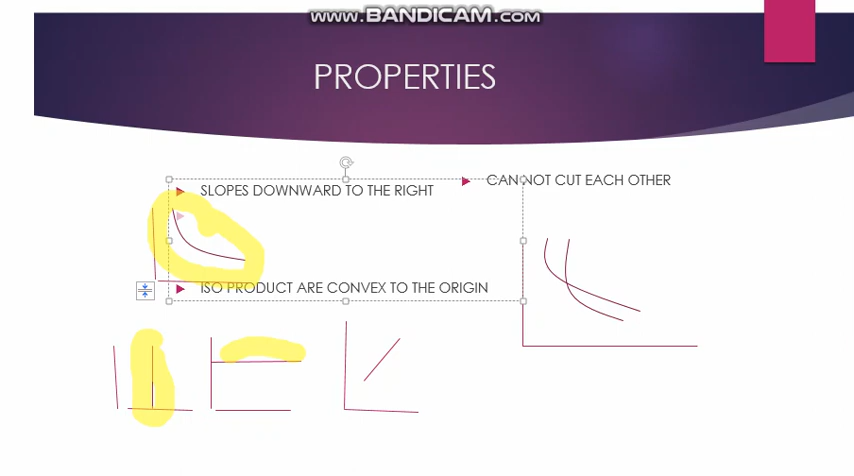 www.BANDICAM.com
PROPERTIES
SLOPES DOWNWARD TO THE RIGHT
CAN NOT CUT EACH OTHER
ISO PRODUCT ARE CONVEX TO THE ORIGIN